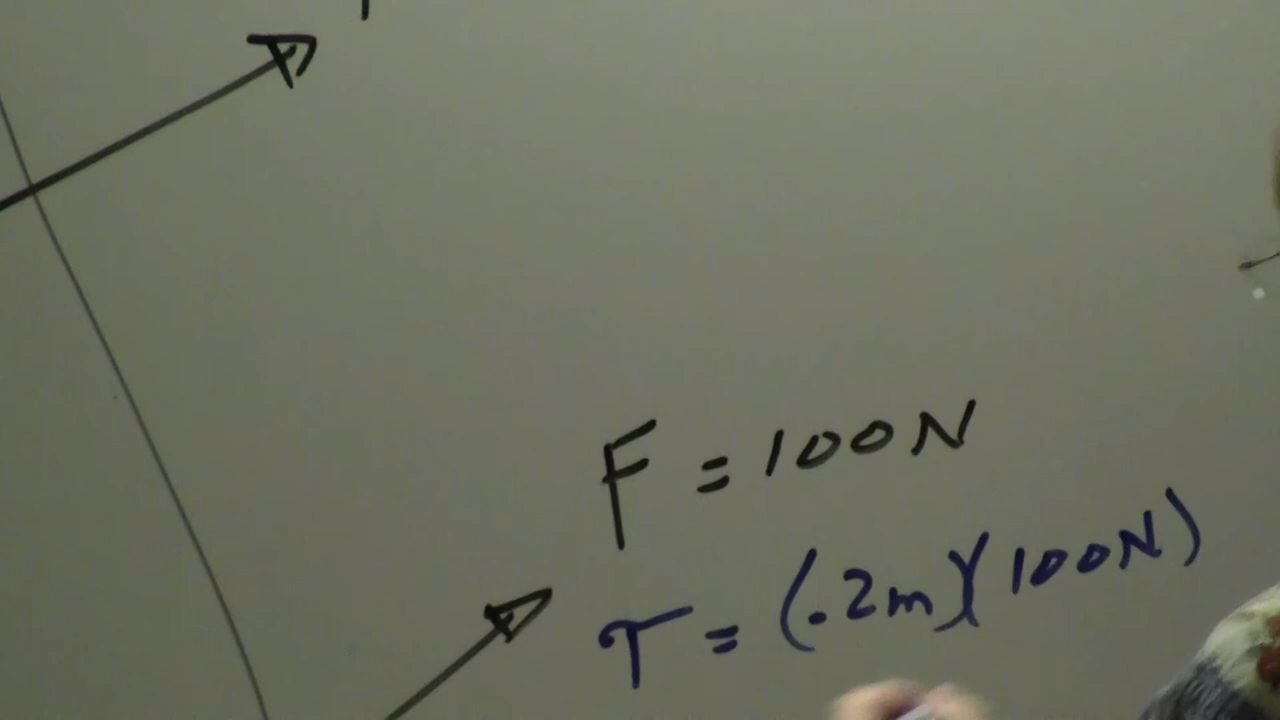 F = 100N
τ = (.2m)(100N)